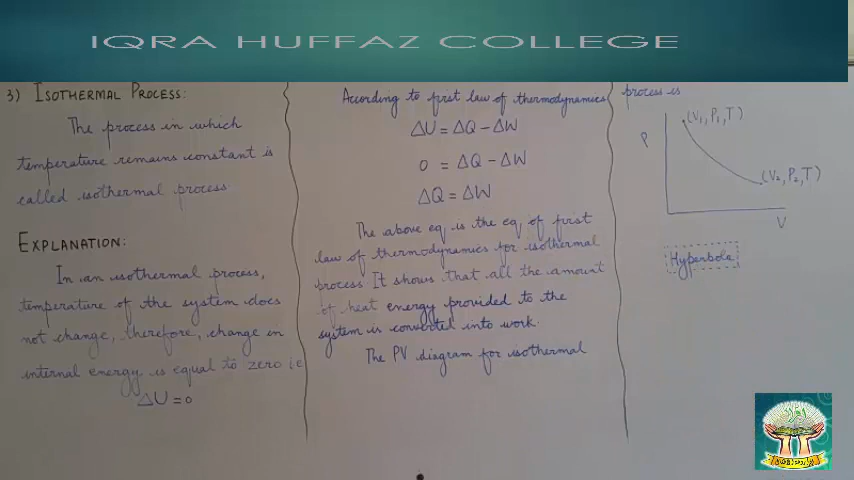 IQRA HUFFAZ COLLEGE
3) ISOTHERMAL PROCESS:
The process in which
temperature remains constant is
called isothermal process
EXPLANATION:
In an isothermal process,
temperature of the system does
not change, therefore, change in
internal energy is equal to zero i.e
ΔU = 0
According to first law of thermodynamics
ΔU = ΔQ - ΔW
0 = ΔQ - ΔW
ΔQ = ΔW
The above eq is the eq of first
law of thermodynamics for isothermal
process It shows that all the amount
of heat energy provided to the
system is converted into work.
The PV diagram for isothermal
process is
(V₁, P₁, T)
P
(V₂, P₂, T)
V
Hyperbola